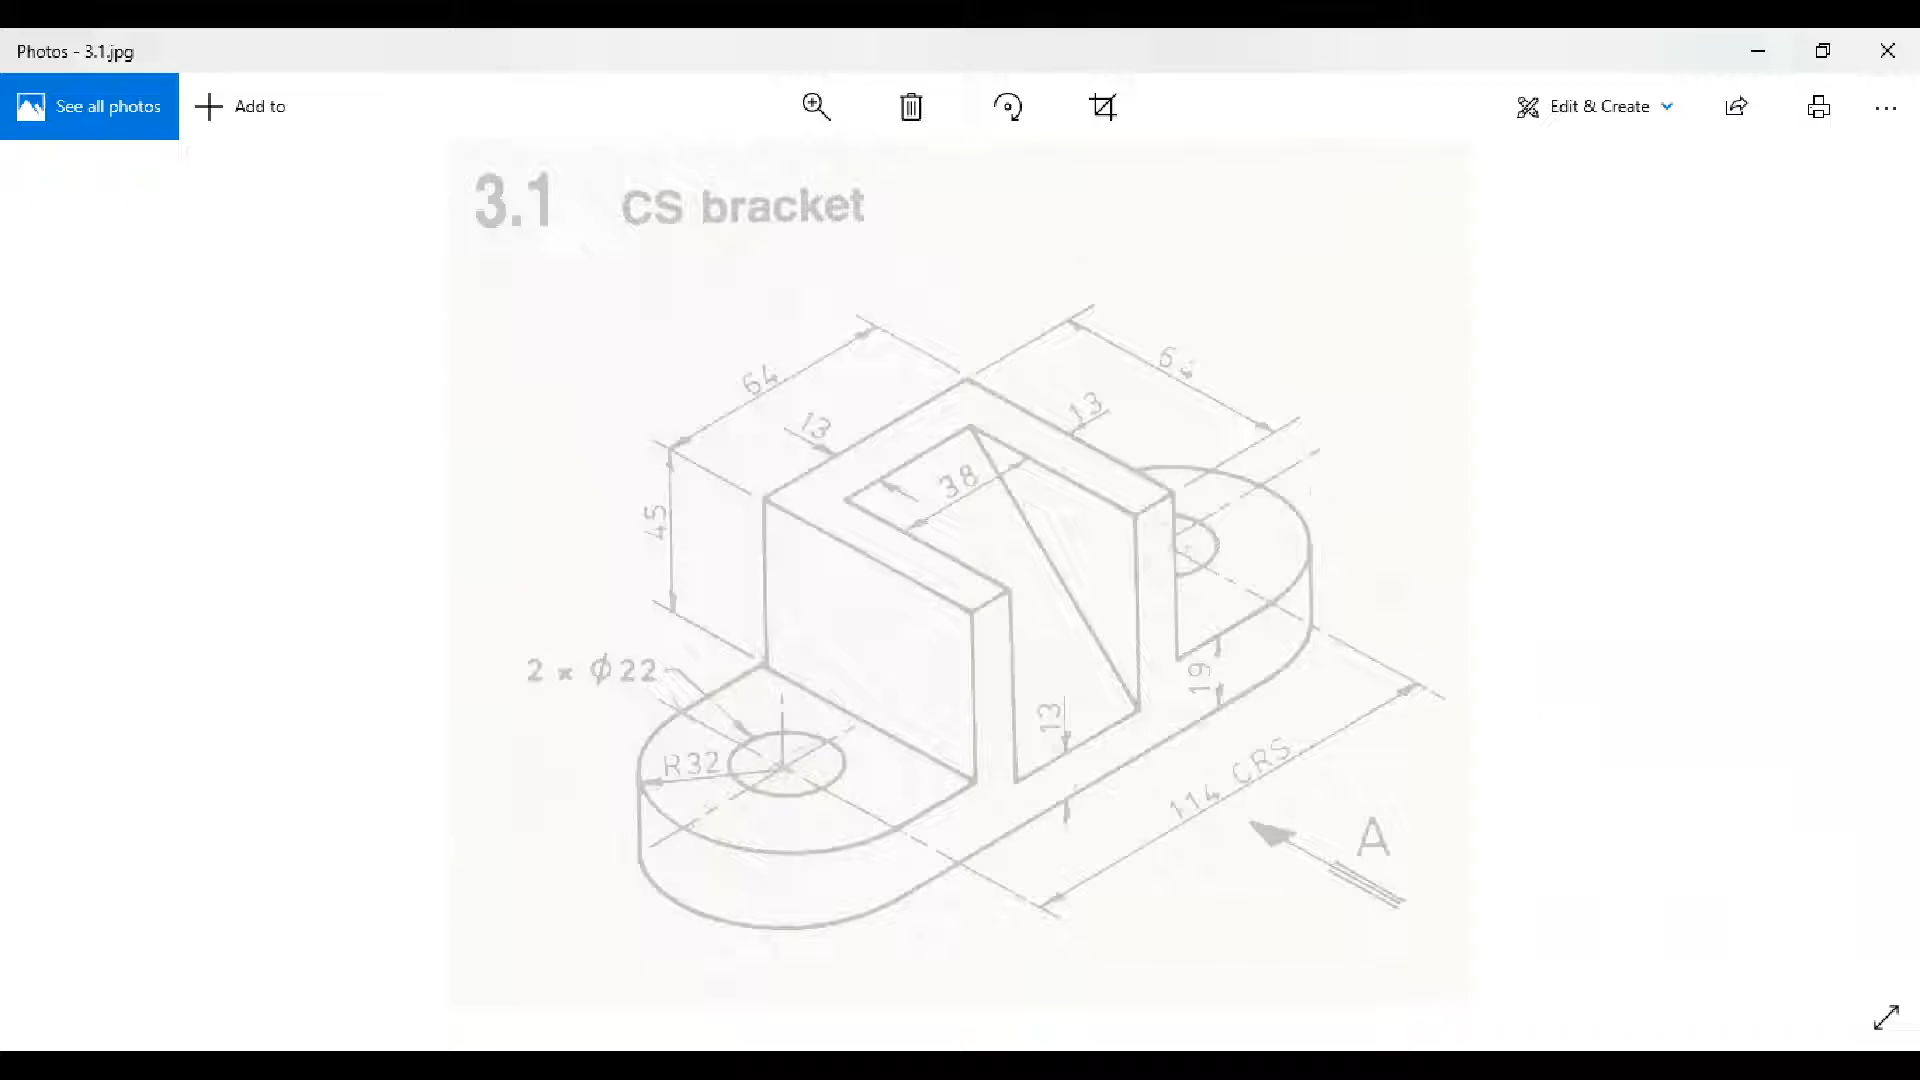 Photos - 3.1.jpg
See all photos
Add to
Edit & Create
3.1 CS bracket
64
64
13
13
38
45
2 x ϕ22
19
R32
13
114 CRS
A